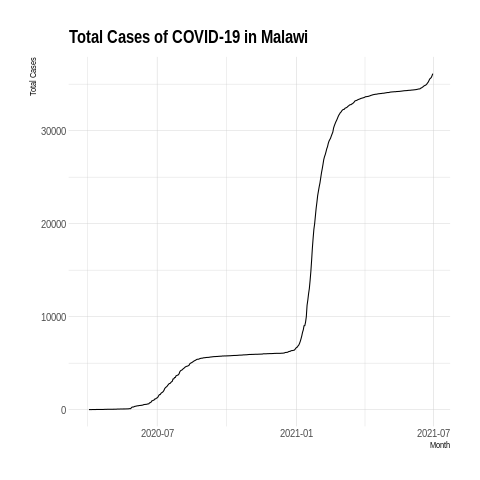 Total Cases of COVID-19 in Malawi
Total Cases
30000
20000
10000
0
2020-07
2021-01
2021-07
Month